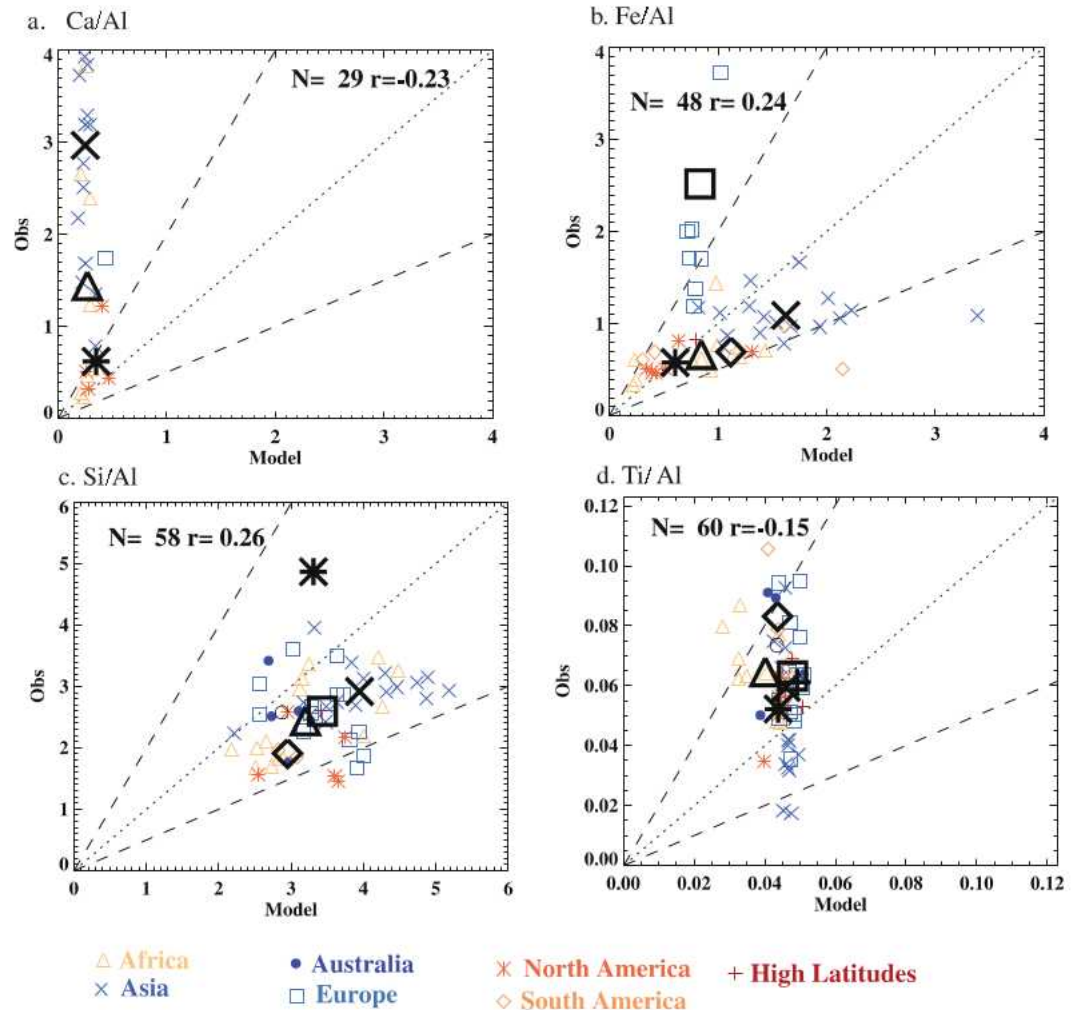 a. Ca/Al
N= 29 r=-0.23
4
3
2
1
0
Obs
0 1 2 3 4
Model
b. Fe/Al
N= 48 r= 0.24
4
3
2
1
0
Obs
0 1 2 3 4
Model
c. Si/Al
N= 58 r= 0.26
6
5
4
3
2
1
0
Obs
0 1 2 3 4 5 6
Model
d. Ti/Al
N= 60 r=-0.15
0.12
0.10
0.08
0.06
0.04
0.02
0.00
Obs
0.00 0.02 0.04 0.06 0.08 0.10 0.12
Model
Africa Australia North America High Latitudes
Asia Europe South America